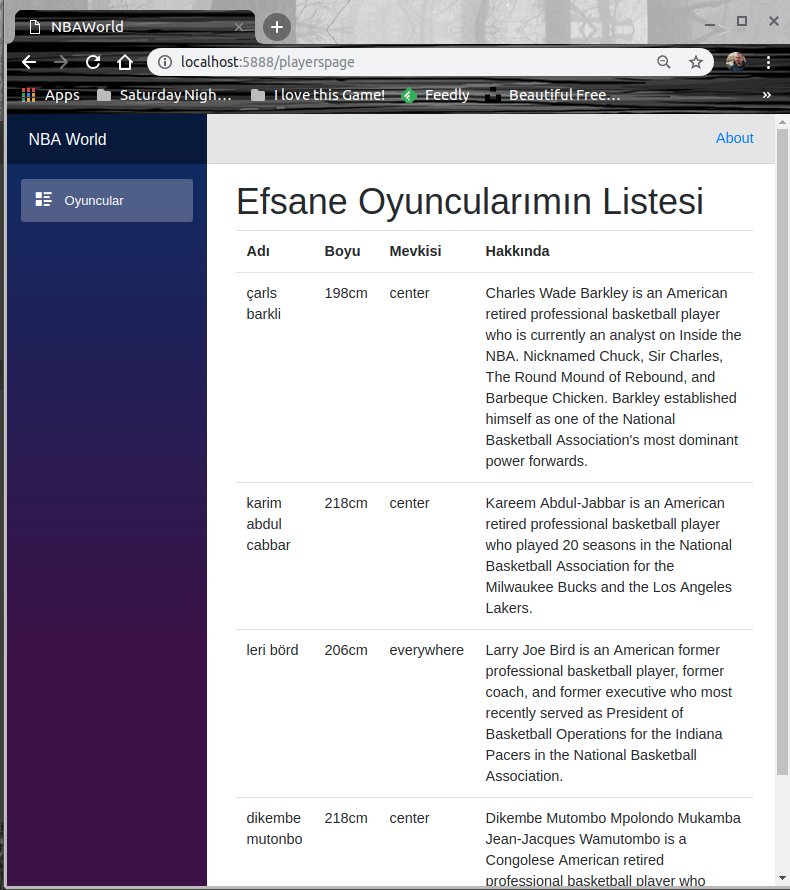 NBAWorld
localhost:5888/playerspage
Apps Saturday Nigh... I love this Game! Feedly Beautiful Free... »
NBA World
About
Oyuncular
Efsane Oyuncularımın Listesi
Adı Boyu Mevkisi Hakkında
çarls 198cm center Charles Wade Barkley is an American
barkli retired professional basketball player
who is currently an analyst on Inside the
NBA. Nicknamed Chuck, Sir Charles,
The Round Mound of Rebound, and
Barbeque Chicken. Barkley established
himself as one of the National
Basketball Association's most dominant
power forwards.
karim 218cm center Kareem Abdul-Jabbar is an American
abdul retired professional basketball player
cabbar who played 20 seasons in the National
Basketball Association for the
Milwaukee Bucks and the Los Angeles
Lakers.
leri börd 206cm everywhere Larry Joe Bird is an American former
professional basketball player, former
coach, and former executive who most
recently served as President of
Basketball Operations for the Indiana
Pacers in the National Basketball
Association.
dikembe 218cm center Dikembe Mutombo Mpolondo Mukamba
mutonbo Jean-Jacques Wamutombo is a
Congolese American retired
professional basketball player who